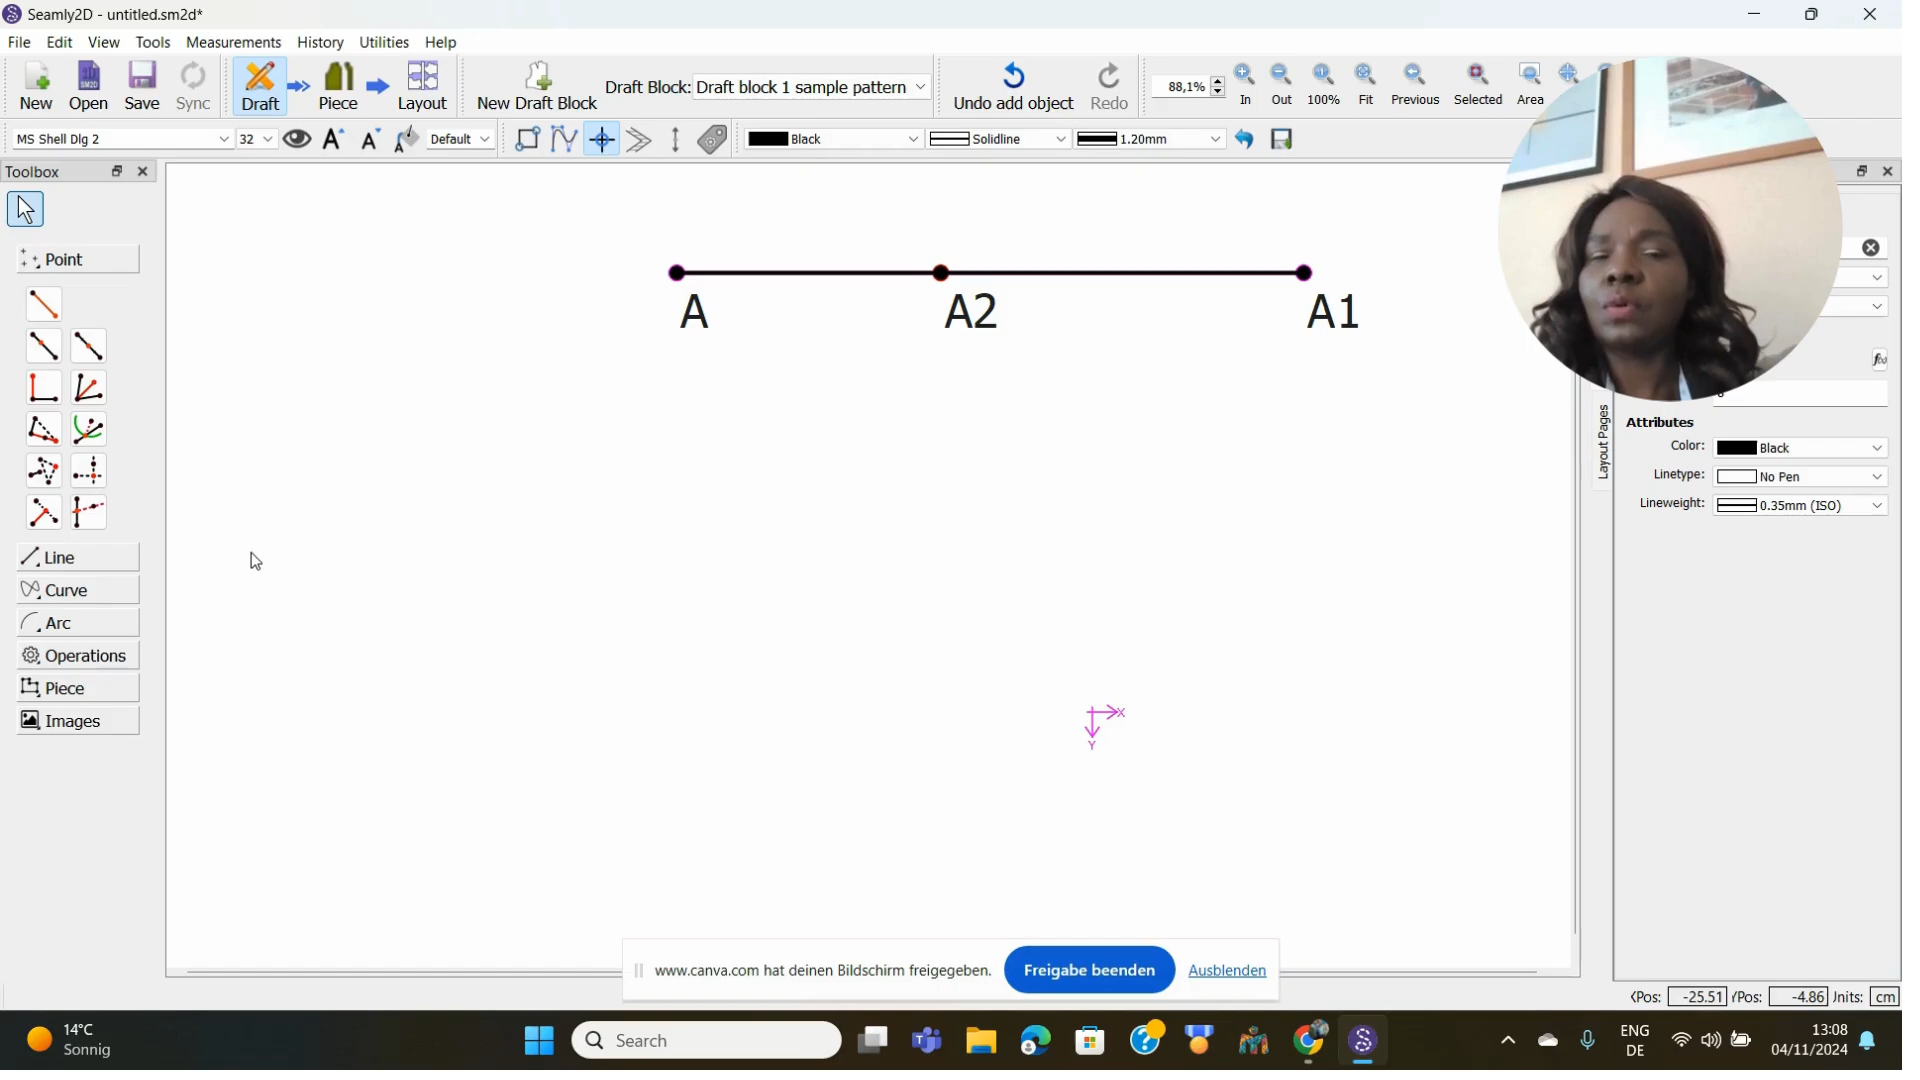 Seamly2D - untitled.sm2d*
File Edit View Tools Measurements History Utilities Help
New Open Save Sync Draft Piece Layout New Draft Block Draft Block: Draft block 1 sample pattern Undo add object Redo 88,1% In Out 100% Fit Previous Selected Area
MS Shell Dlg 2 32 Default Black Solidline 1.20mm
Toolbox
Point
A A2 A1
Layout Pages
Attributes
Color: Black
Linetype: No Pen
Lineweight: 0.35mm (ISO)
Line
Curve
Arc
Operations
Piece
Images
X
Y
www.canva.com hat deinen Bildschirm freigegeben. Freigabe beenden Ausblenden
Pos: -25.51 Pos: -4.86 Units: cm
14°C
Sonnig
Search
ENG
DE
13:08
04/11/2024